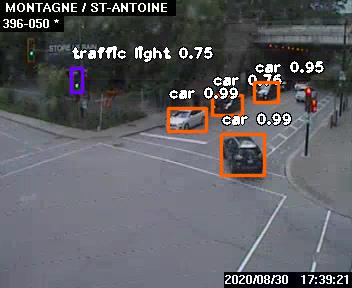 MONTAGNE / ST-ANTOINE
396-050 *
traffic light 0.75
car 0.95
car 0.76
car 0.99
car 0.99
2020/08/30 17:39:21